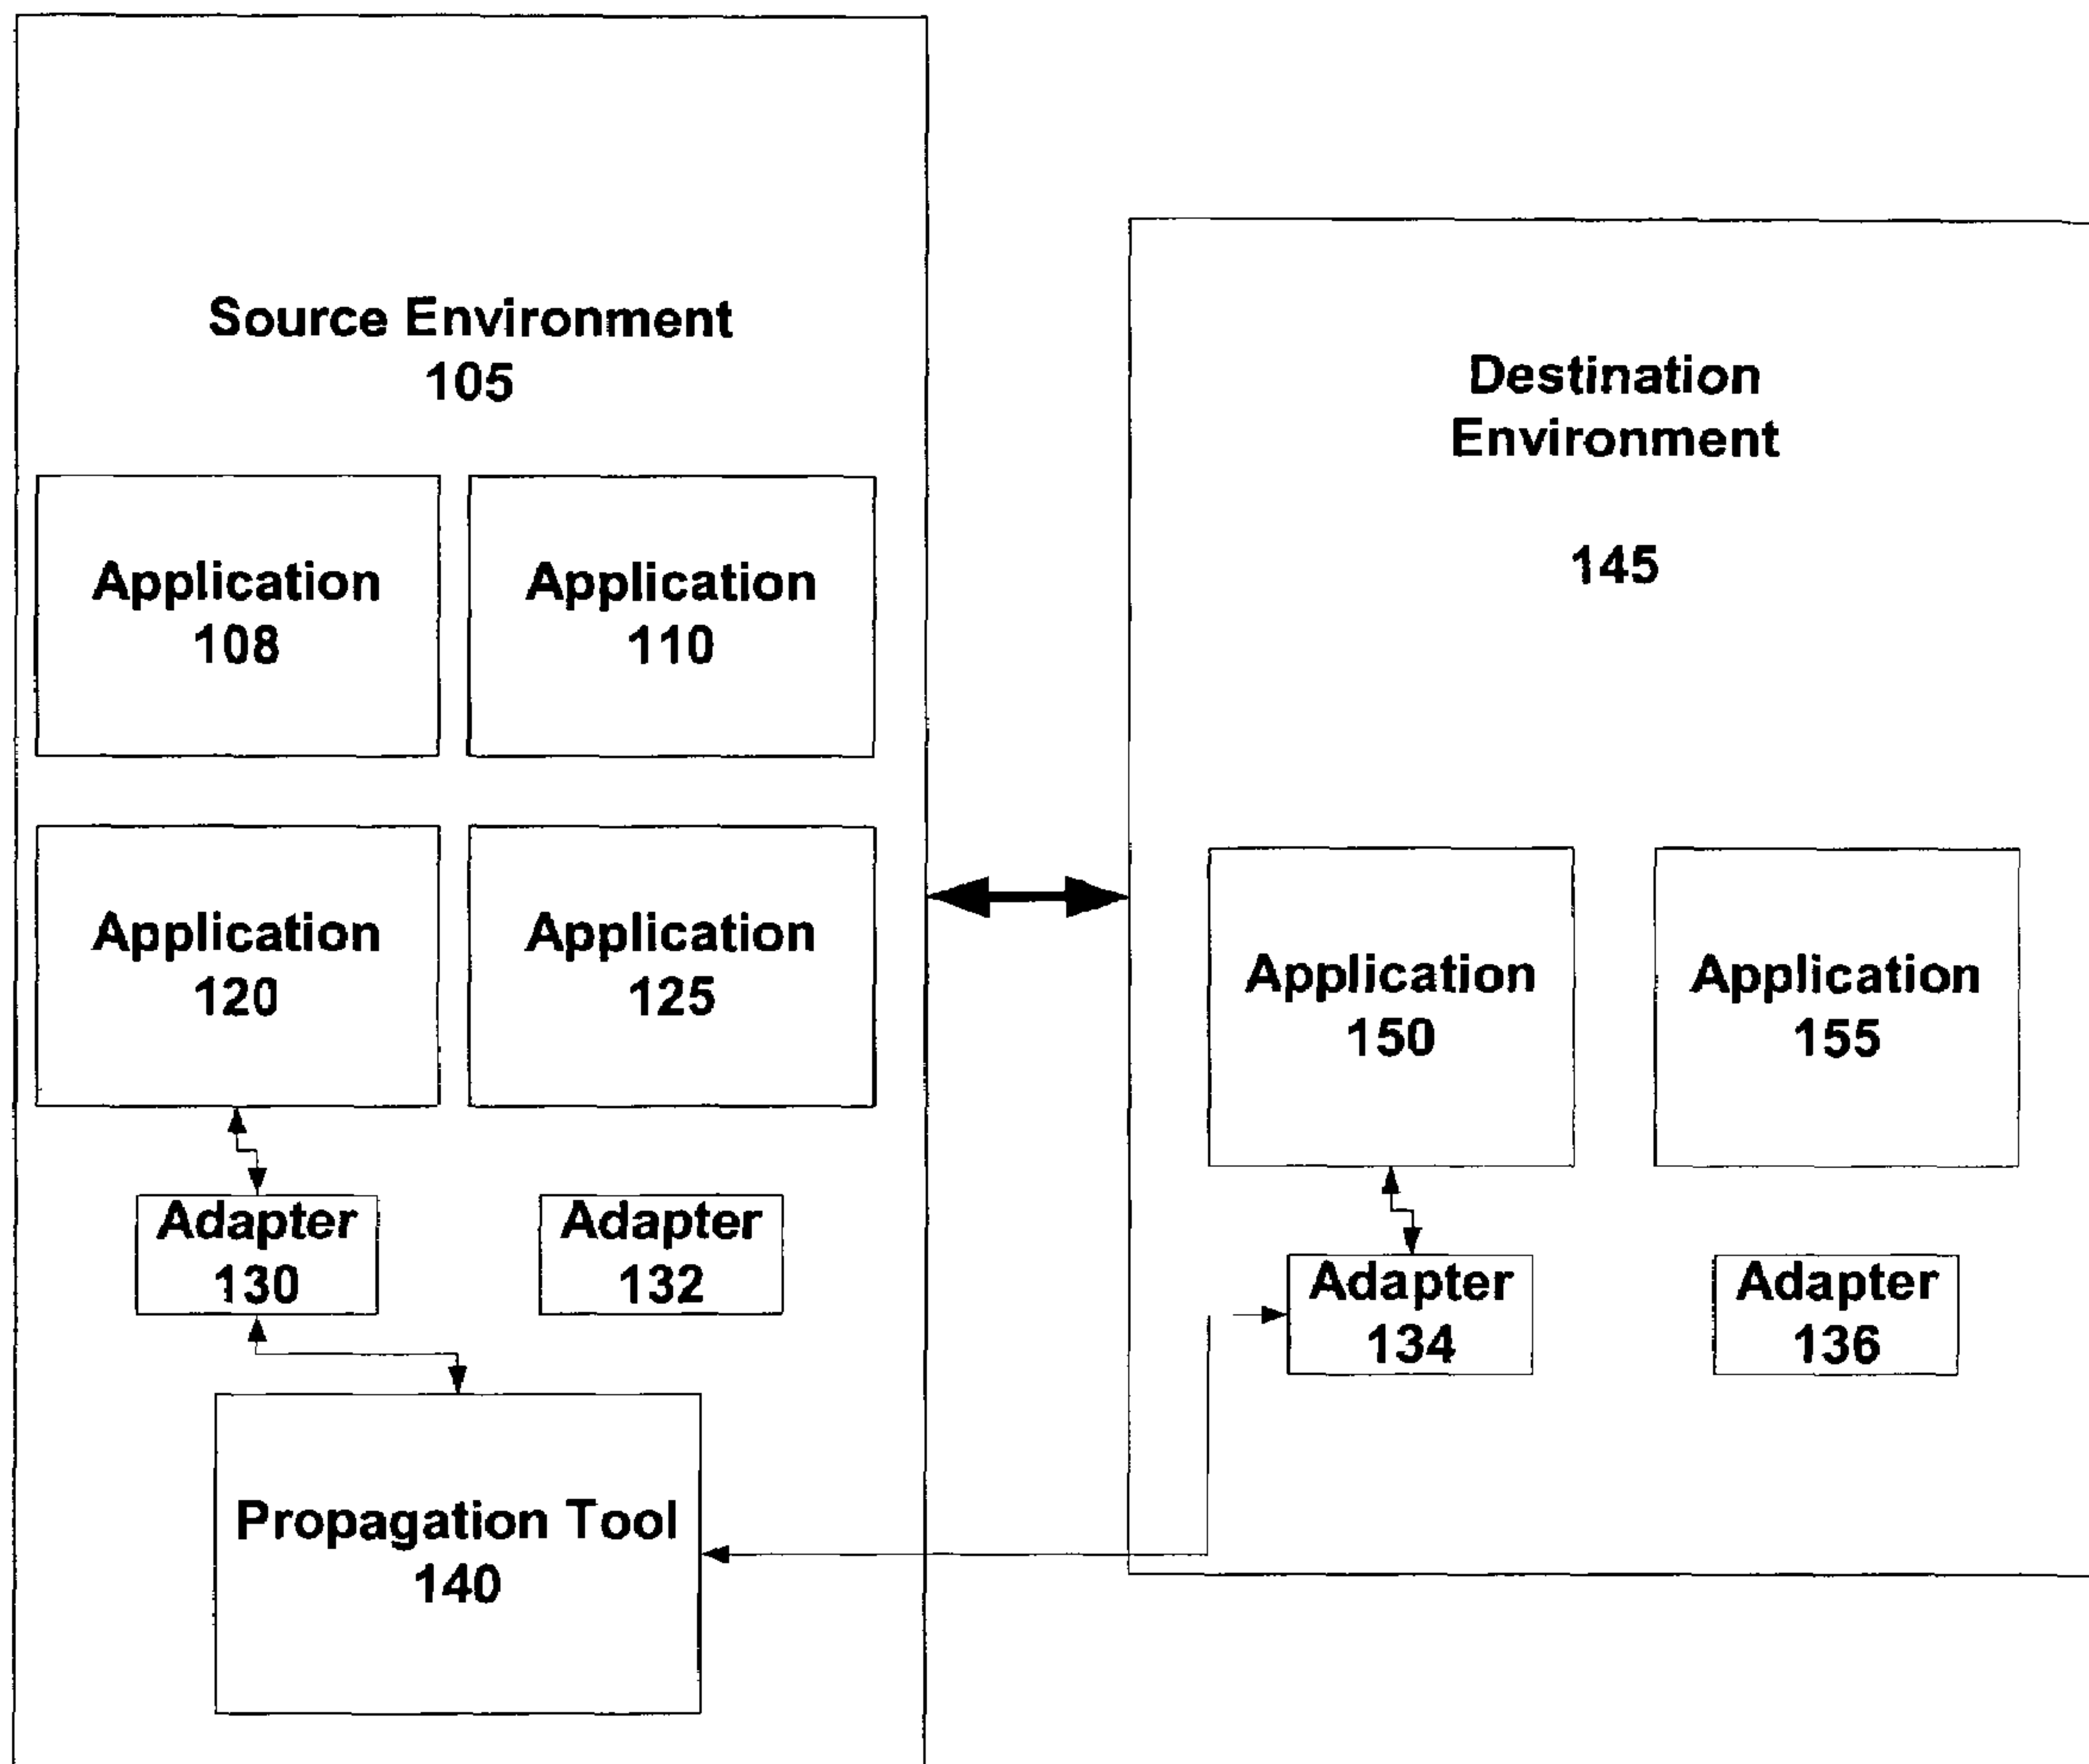 Source Environment
105
Application
108
Application
110
Application
120
Application
125
Adapter
130
Adapter
132
Propagation Tool
140
Destination
Environment
145
Application
150
Application
155
Adapter
134
Adapter
136